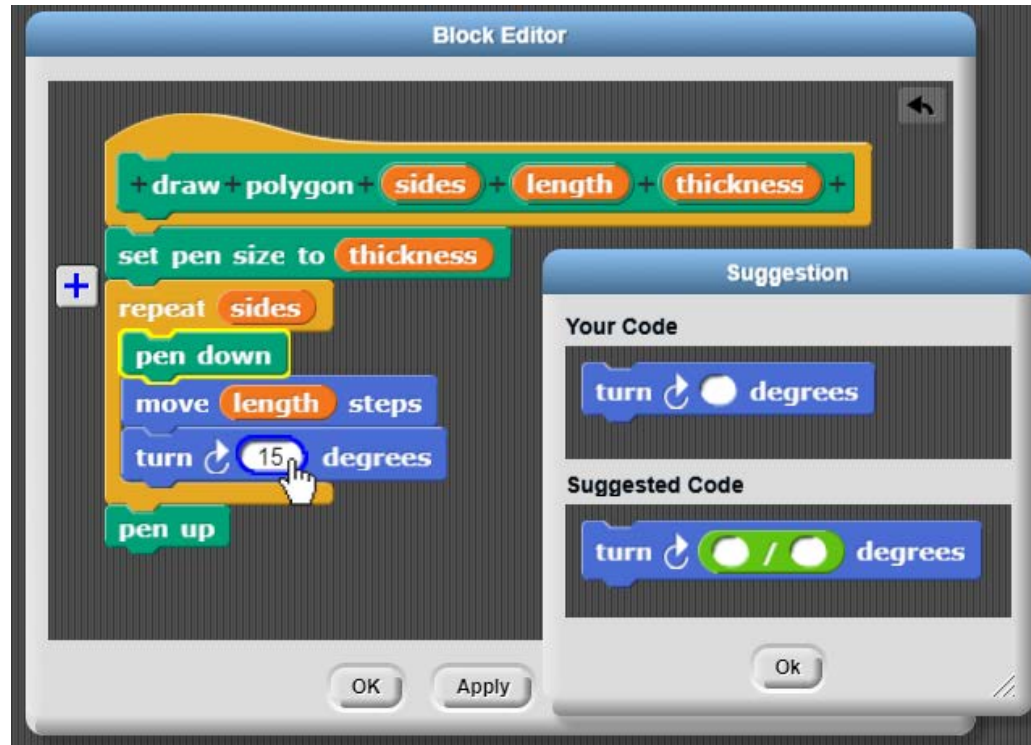 Block Editor
+ draw + polygon + sides + length + thickness +
set pen size to thickness
+
repeat sides
pen down
move length steps
turn 15 degrees
pen up
OK
Apply
Suggestion
Your Code
turn degrees
Suggested Code
turn / degrees
Ok